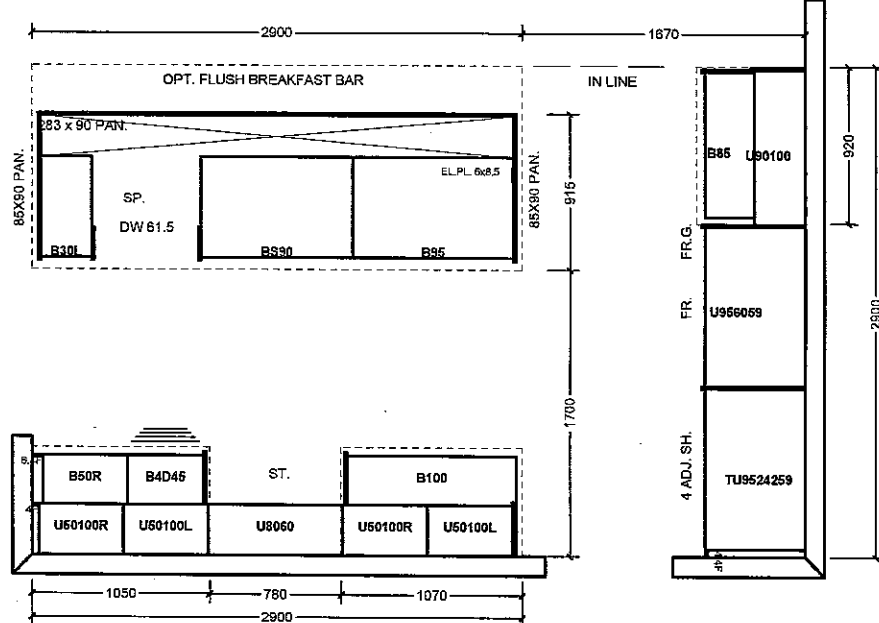 2900
1670
OPT. FLUSH BREAKFAST BAR
IN LINE
283 x 90 PAN.
85X90 PAN.
SP.
DW 61.5
EL.PL. 6x8,5
B30L
BS90
B95
85X90 PAN.
915
B85
U90100
920
FR.G.
FR.
U956059
2900
1700
4 ADJ. SH.
TU9524259
4F
B50R
B4D45
ST.
B100
U50100R
U50100L
U8060
U50100R
U50100L
1050
780
1070
2900